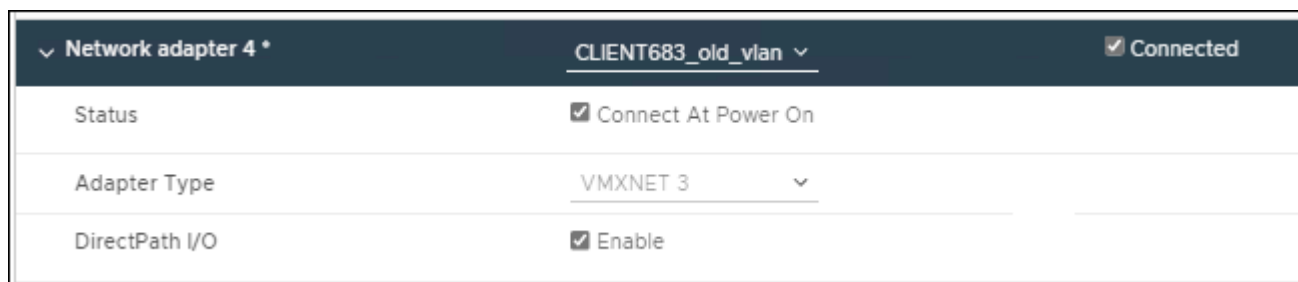 Network adapter 4 * CLIENT683_old_vlan Connected
Status Connect At Power On
Adapter Type VMXNET 3
DirectPath I/O Enable